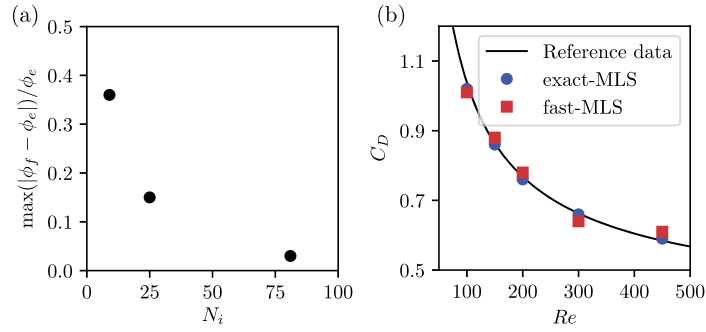 (a)
0.5
0.4
0.3
0.2
0.1
0.0
max(|ϕ_f − ϕ_e|)/ϕ_e
0 25 50 75 100
N_i
(b)
1.1
0.9
0.7
0.5
C_D
Reference data
exact-MLS
fast-MLS
100 200 300 400 500
Re